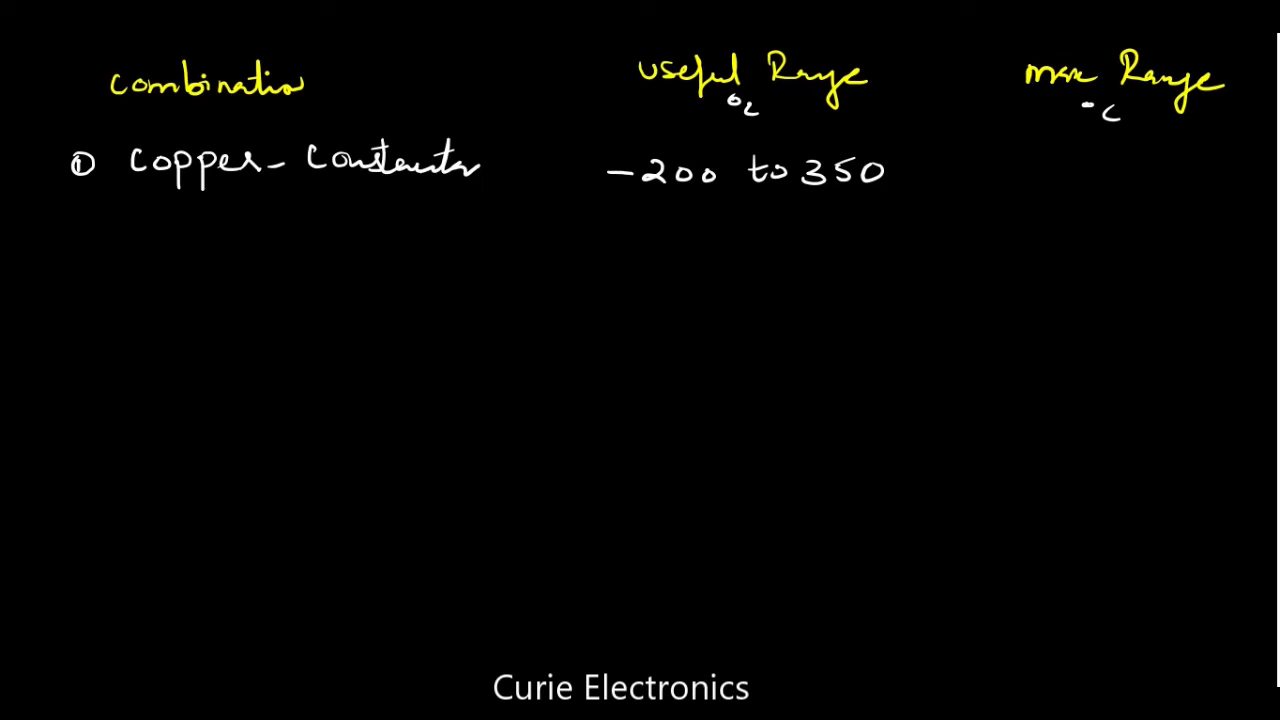 combination useful Range max Range
°C °C
① Copper - Constantan -200 to 350
Curie Electronics